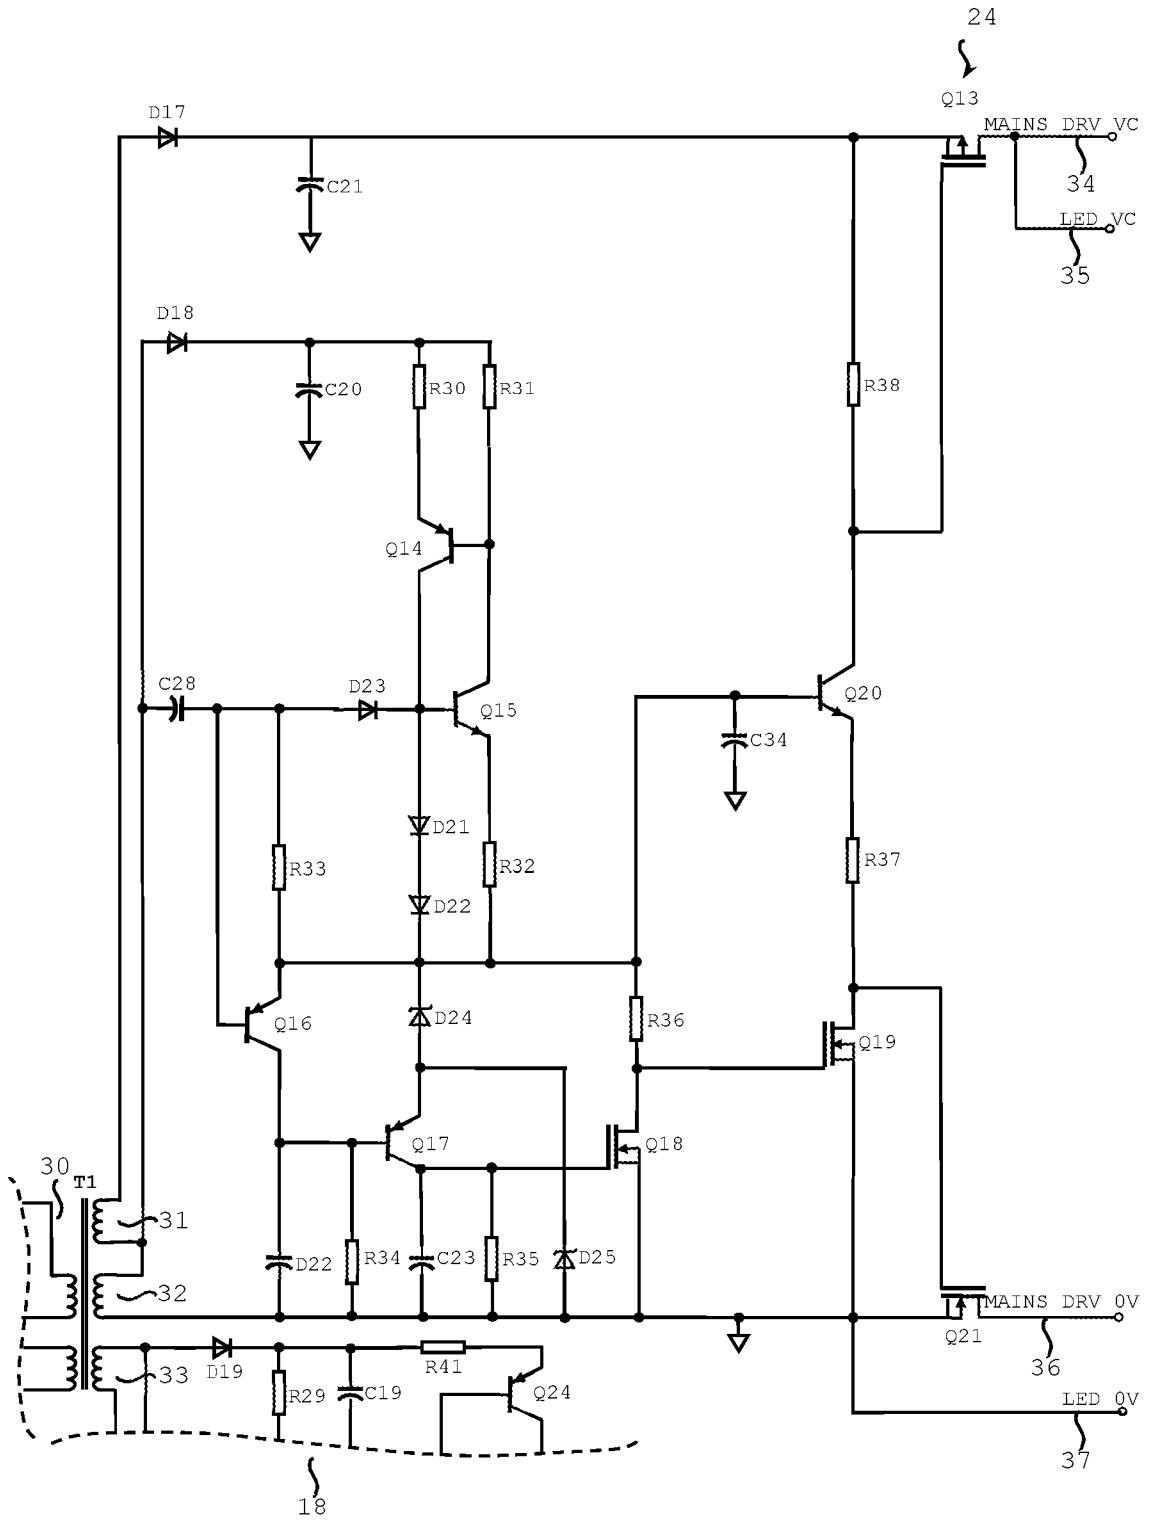 24
Q13
D17
MAINS DRV VC
C21
34
LED VC
35
D18
C20
R30
R31
R38
Q14
C28
D23
Q15
Q20
C34
D21
R32
R37
R33
D22
Q16
D24
R36
Q19
Q17
Q18
30
T1
31
D22
R34
C23
R35
D25
32
MAINS DRV 0V
Q21
33
D19
R41
36
R29
C19
Q24
LED 0V
37
18